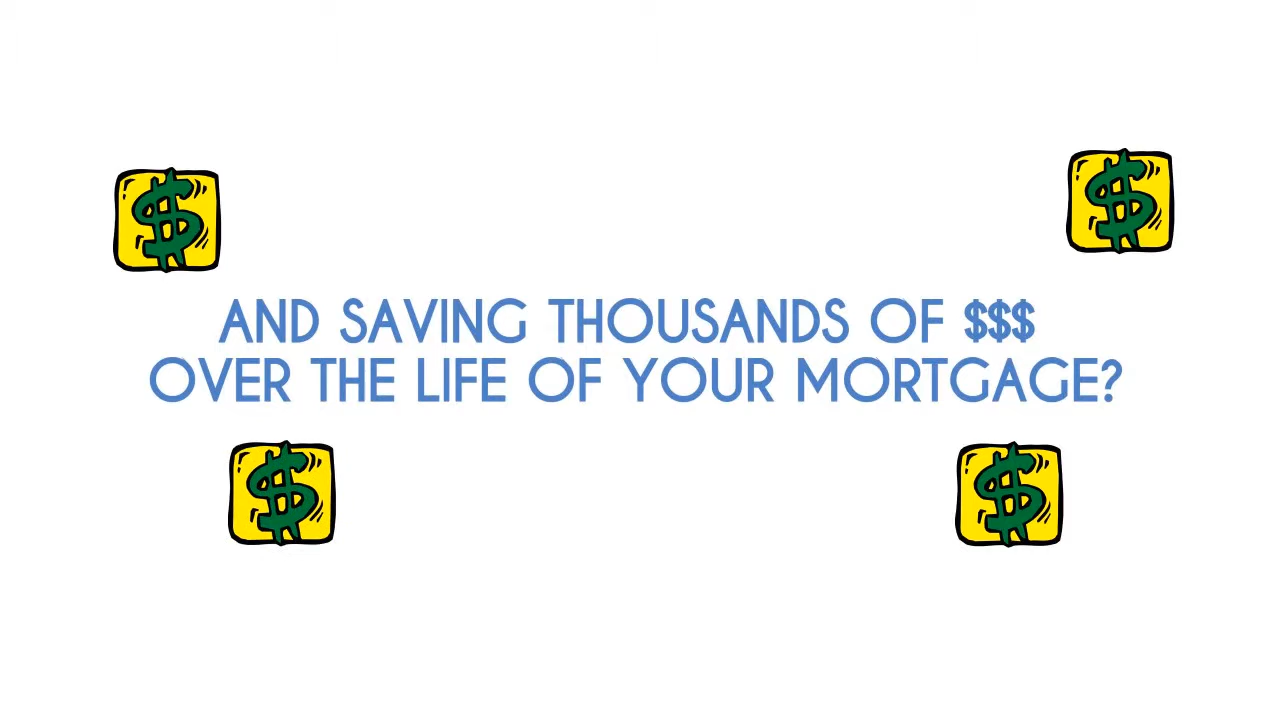 AND SAVING THOUSANDS OF $$$
OVER THE LIFE OF YOUR MORTGAGE?